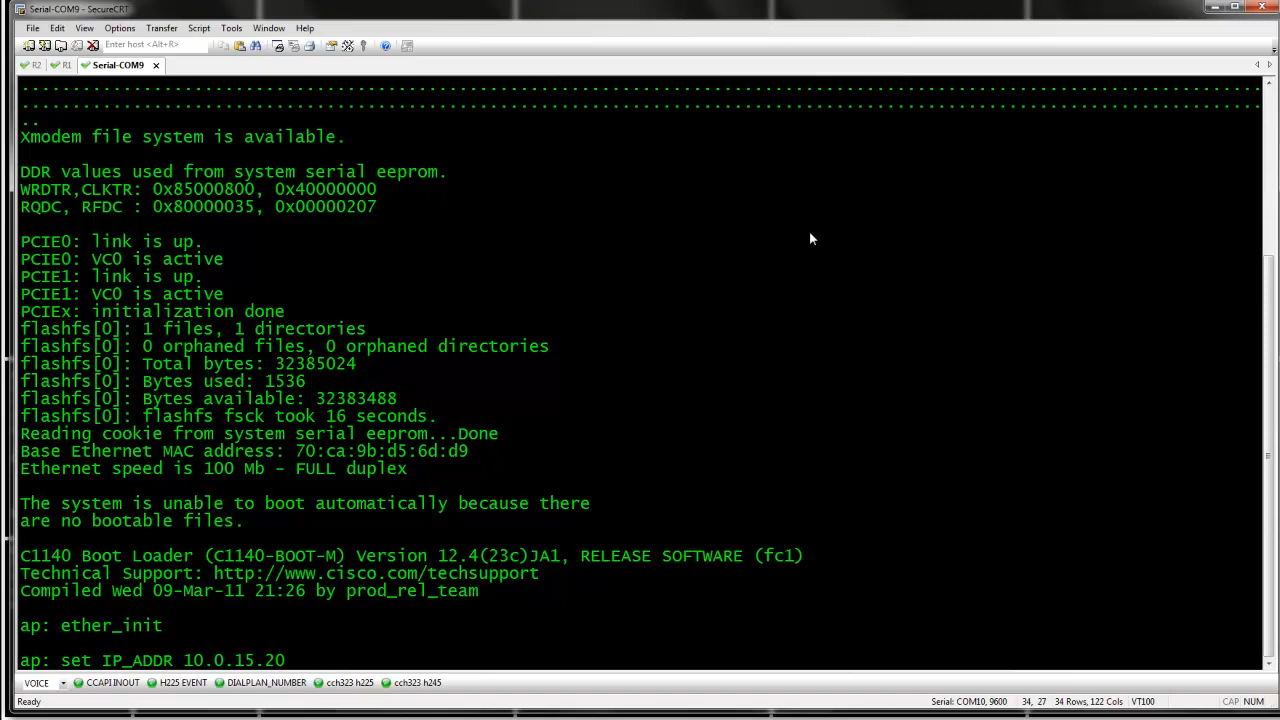 Serial-COM9 - SecureCRT
File Edit View Options Transfer Script Tools Window Help
Enter host <Alt+R>
R2 R1 Serial-COM9
..
Xmodem file system is available.
DDR values used from system serial eeprom.
WRDTR,CLKTR: 0x85000800, 0x40000000
RQDC, RFDC : 0x80000035, 0x00000207
PCIE0: link is up.
PCIE0: VC0 is active
PCIE1: link is up.
PCIE1: VC0 is active
PCIEx: initialization done
flashfs[0]: 1 files, 1 directories
flashfs[0]: 0 orphaned files, 0 orphaned directories
flashfs[0]: Total bytes: 32385024
flashfs[0]: Bytes used: 1536
flashfs[0]: Bytes available: 32383488
flashfs[0]: flashfs fsck took 16 seconds.
Reading cookie from system serial eeprom...Done
Base Ethernet MAC address: 70:ca:9b:d5:6d:d9
Ethernet speed is 100 Mb - FULL duplex
The system is unable to boot automatically because there
are no bootable files.
C1140 Boot Loader (C1140-BOOT-M) Version 12.4(23c)JA1, RELEASE SOFTWARE (fc1)
Technical Support: http://www.cisco.com/techsupport
Compiled Wed 09-Mar-11 21:26 by prod_rel_team
ap: ether_init
ap: set IP_ADDR 10.0.15.20
VOICE CCAPI INOUT H225 EVENT DIALPLAN_NUMBER cch323 h225 cch323 h245
Ready Serial: COM10, 9600 34, 27 34 Rows, 122 Cols VT100 CAP NUM